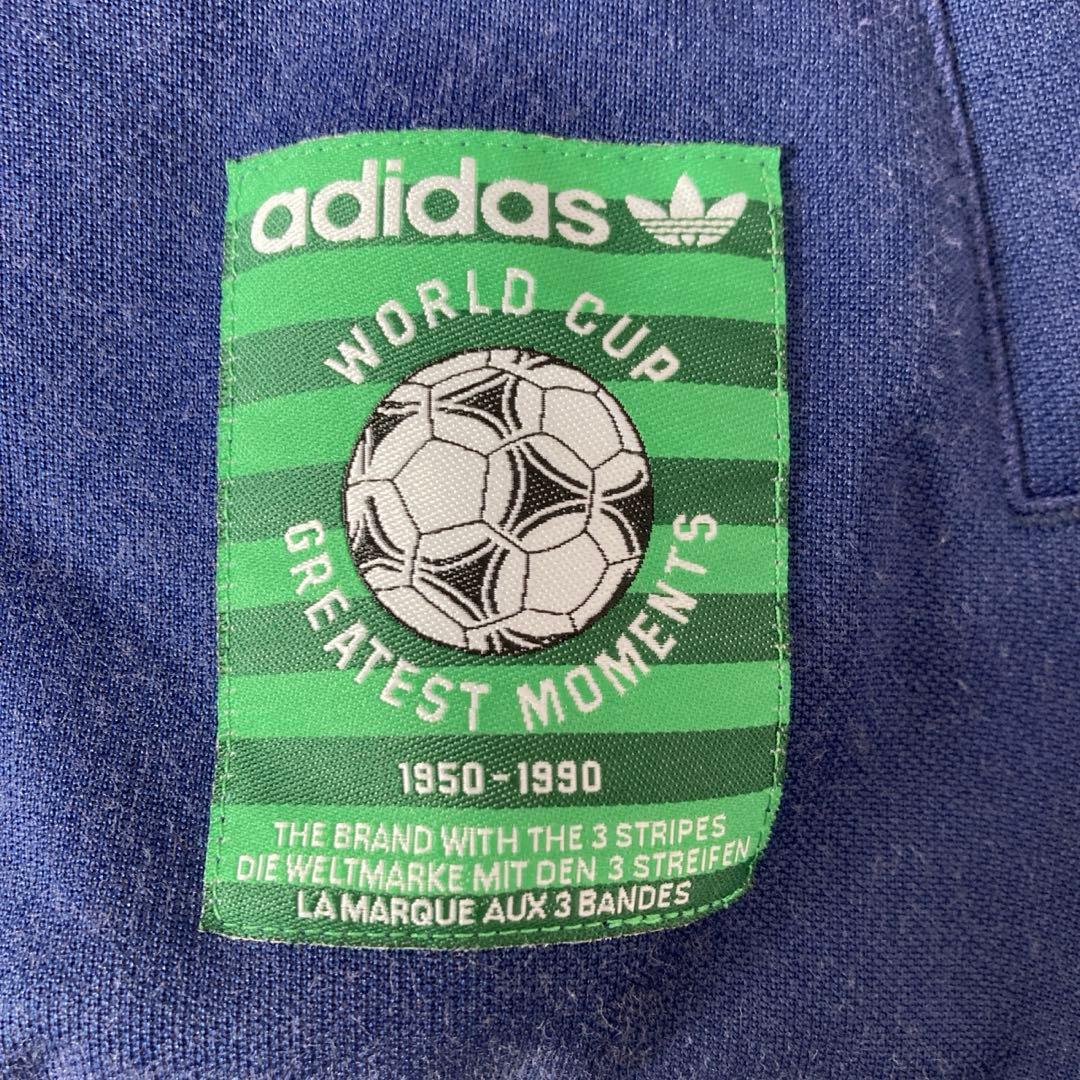 adidas
WORLD CUP
GREATEST MOMENTS
1950-1990
THE BRAND WITH THE 3 STRIPES
DIE WELTMARKE MIT DEN 3 STREIFEN
LA MARQUE AUX 3 BANDES